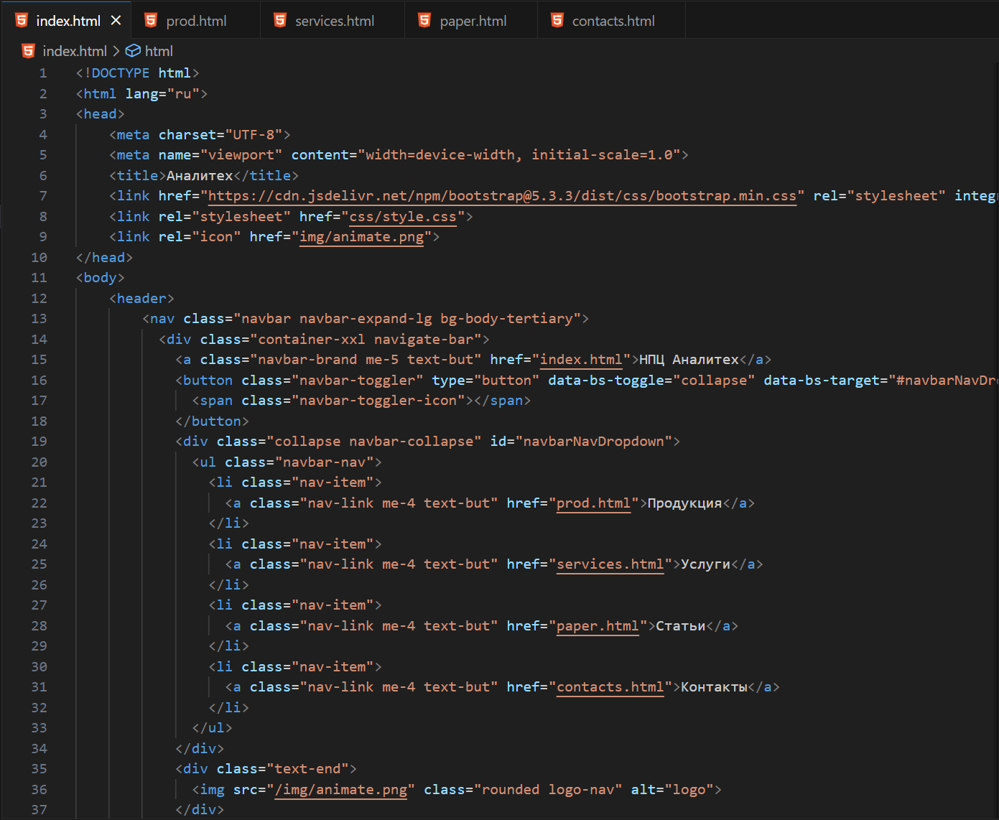 index.html prod.html services.html paper.html contacts.html
index.html > html
1 <!DOCTYPE html>
2 <html lang="ru">
3 <head>
4 <meta charset="UTF-8">
5 <meta name="viewport" content="width=device-width, initial-scale=1.0">
6 <title>Аналитех</title>
7 <link href="https://cdn.jsdelivr.net/npm/bootstrap@5.3.3/dist/css/bootstrap.min.css" rel="stylesheet" integr
8 <link rel="stylesheet" href="css/style.css">
9 <link rel="icon" href="img/animate.png">
10 </head>
11 <body>
12 <header>
13 <nav class="navbar navbar-expand-lg bg-body-tertiary">
14 <div class="container-xxl navigate-bar">
15 <a class="navbar-brand me-5 text-but" href="index.html">НПЦ Аналитех</a>
16 <button class="navbar-toggler" type="button" data-bs-toggle="collapse" data-bs-target="#navbarNavDro
17 <span class="navbar-toggler-icon"></span>
18 </button>
19 <div class="collapse navbar-collapse" id="navbarNavDropdown">
20 <ul class="navbar-nav">
21 <li class="nav-item">
22 <a class="nav-link me-4 text-but" href="prod.html">Продукция</a>
23 </li>
24 <li class="nav-item">
25 <a class="nav-link me-4 text-but" href="services.html">Услуги</a>
26 </li>
27 <li class="nav-item">
28 <a class="nav-link me-4 text-but" href="paper.html">Статьи</a>
29 </li>
30 <li class="nav-item">
31 <a class="nav-link me-4 text-but" href="contacts.html">Контакты</a>
32 </li>
33 </ul>
34 </div>
35 <div class="text-end">
36 <img src="/img/animate.png" class="rounded logo-nav" alt="logo">
37 </div>